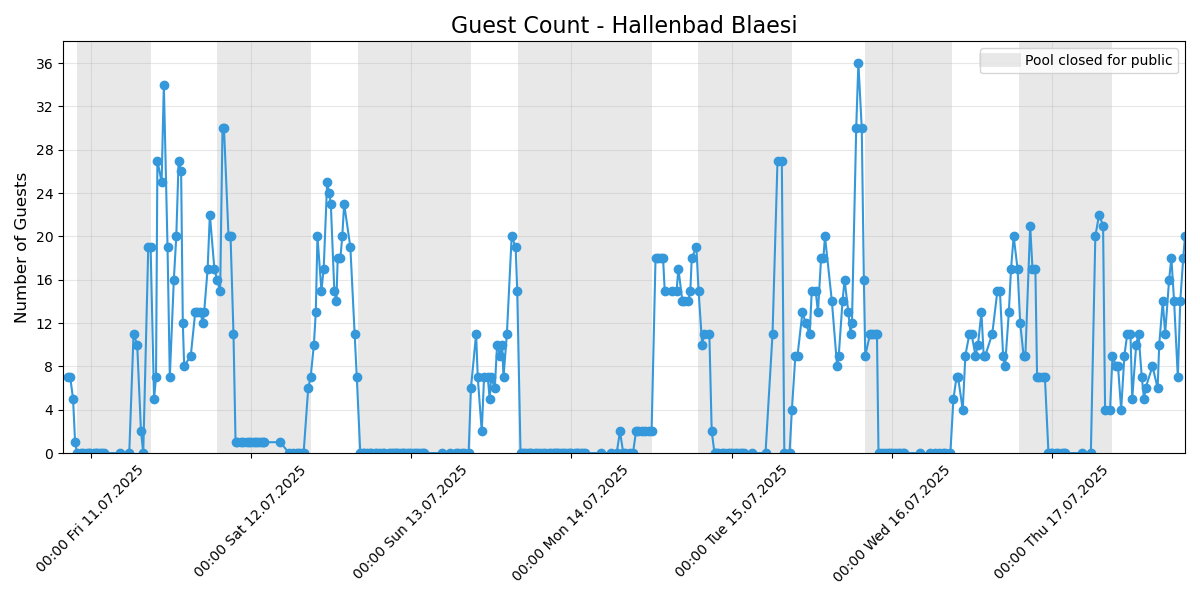 Guest Count - Hallenbad Blaesi
Pool closed for public
Number of Guests
36
32
28
24
20
16
12
8
4
0
00:00 Fri 11.07.2025
00:00 Sat 12.07.2025
00:00 Sun 13.07.2025
00:00 Mon 14.07.2025
00:00 Tue 15.07.2025
00:00 Wed 16.07.2025
00:00 Thu 17.07.2025